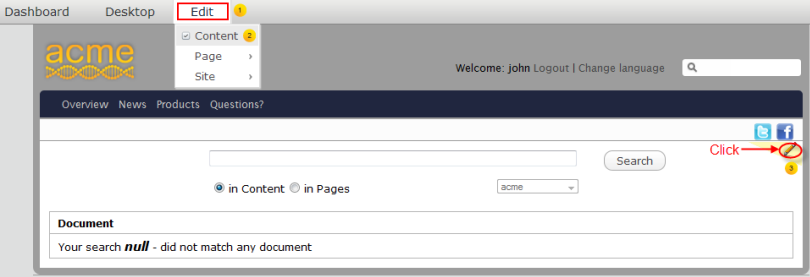 Dashboard Desktop Edit 1
Content 2
Page
Site
acme
Welcome: john Logout | Change language
Overview News Products Questions?
Click
3
Search
in Content in Pages acme
Document
Your search null - did not match any document